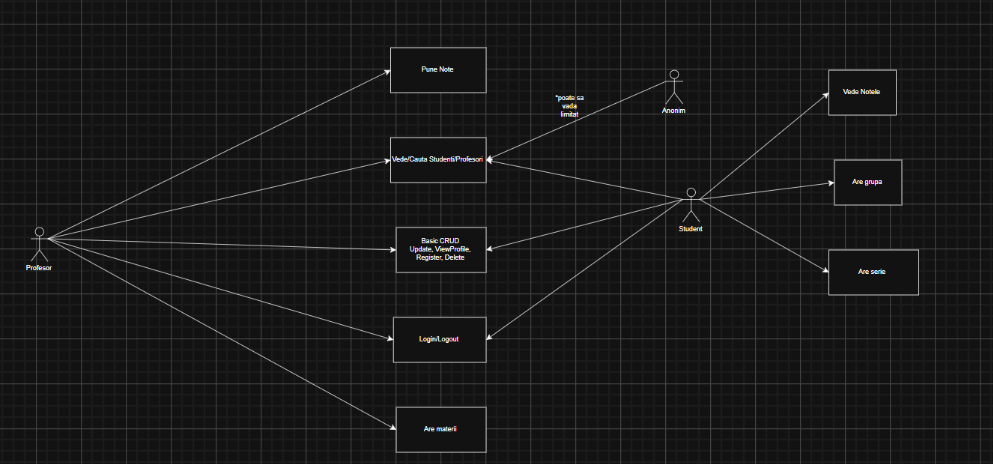 Pune Note
*poate sa
vada
limitat
Anonim
Vede Notele
Vede/Cauta Studenti/Profesori
Are grupa
Student
Profesor
Basic CRUD
Update, ViewProfile,
Register, Delete
Are serie
Login/Logout
Are materii